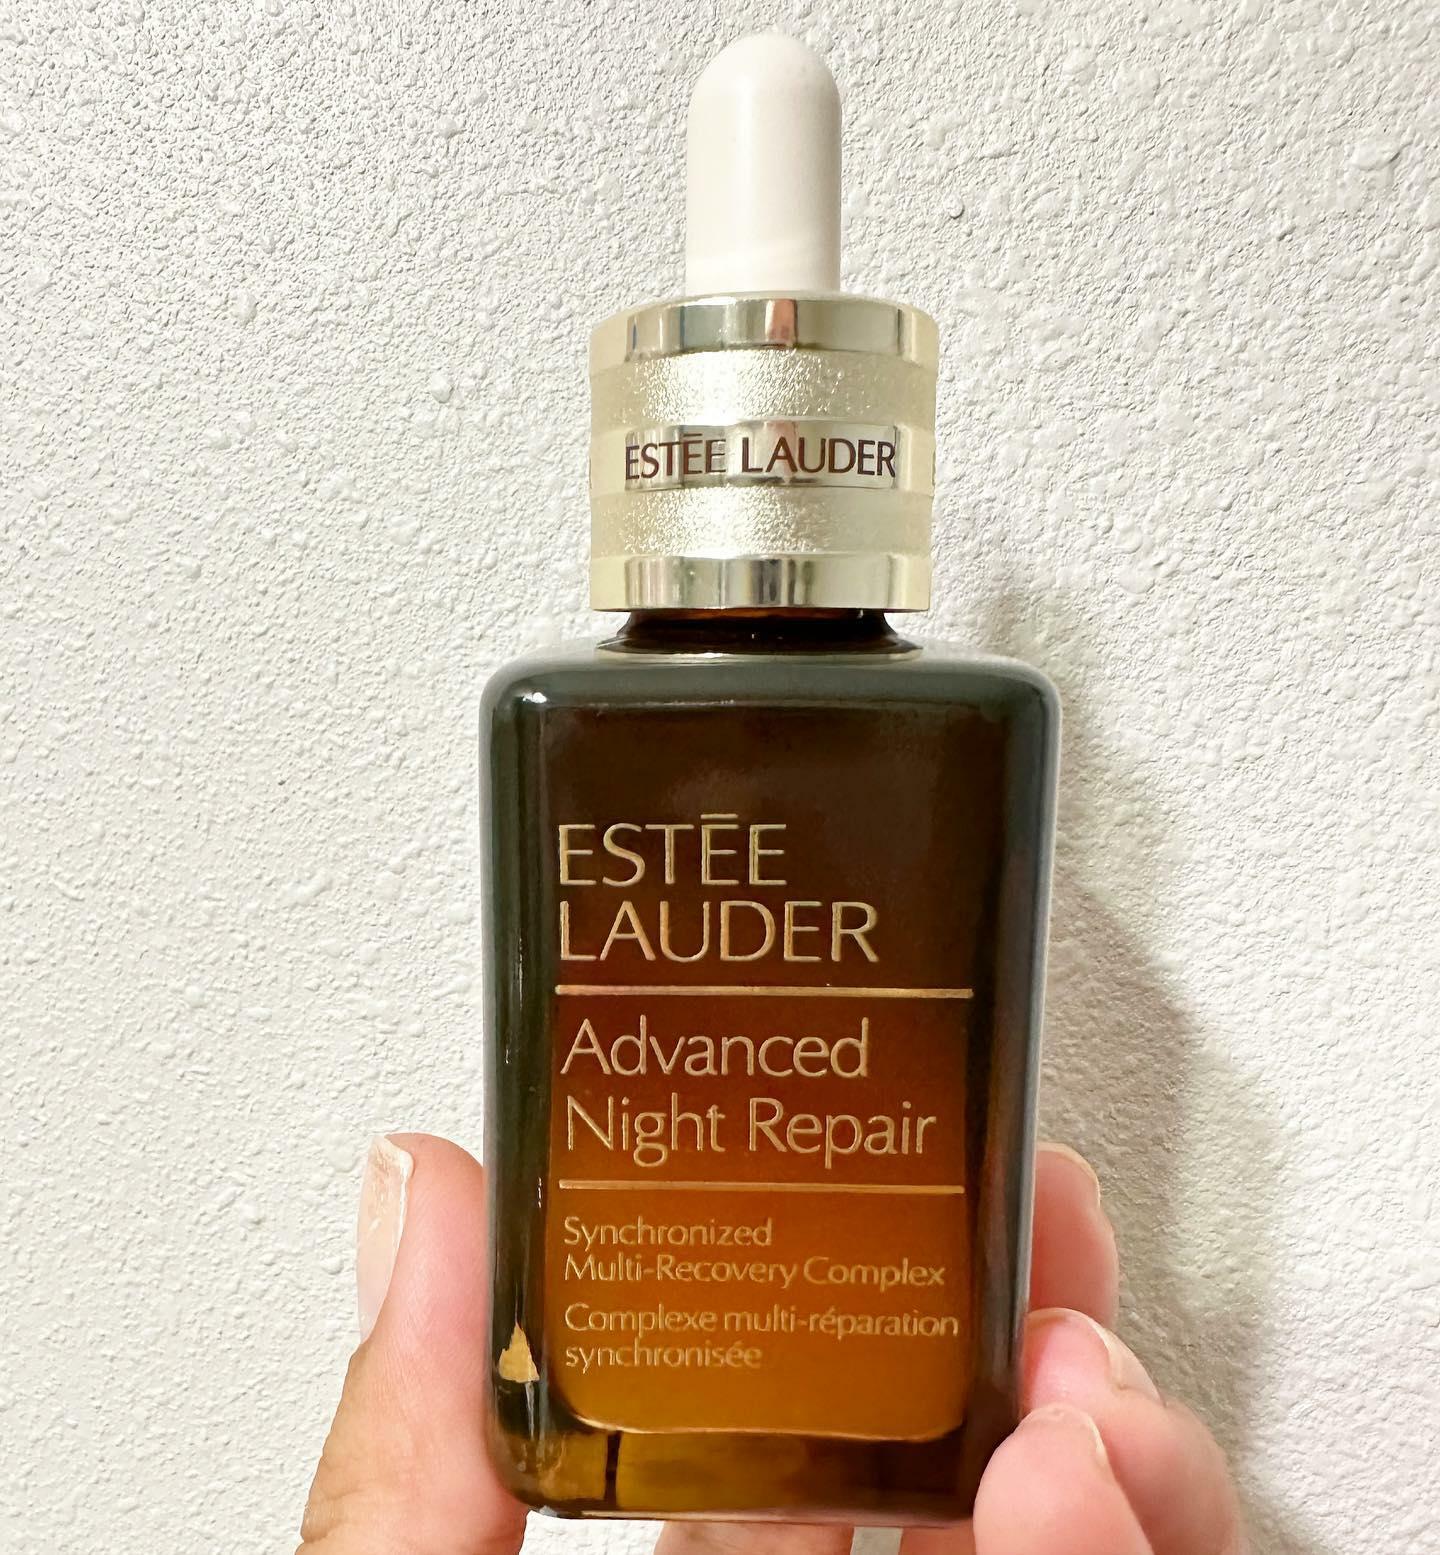 ESTĒE LAUDER
ESTĒE
LAUDER
Advanced
Night Repair
Synchronized
Multi-Recovery Complex
Complexe multi-réparation
synchronisée